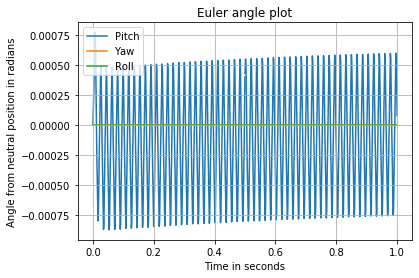 Euler angle plot
Pitch
Yaw
Roll
Angle from neutral position in radians
0.00075
0.00050
0.00025
0.00000
−0.00025
−0.00050
−0.00075
0.0 0.2 0.4 0.6 0.8 1.0
Time in seconds